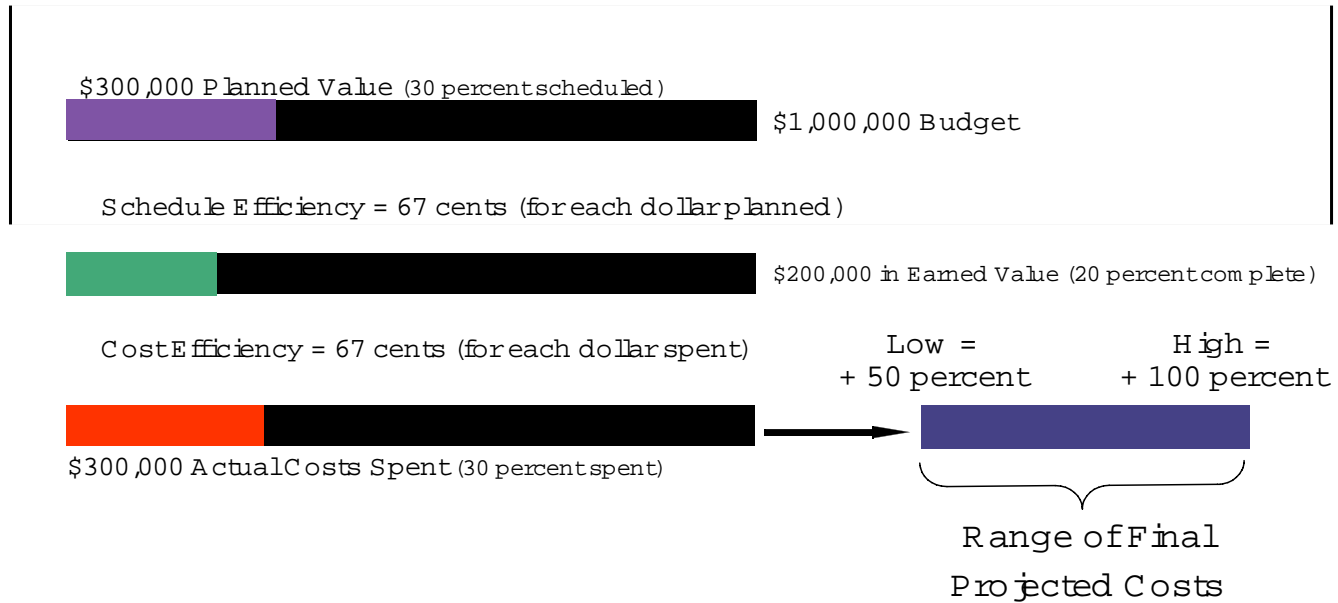 $300,000 Planned Value (30 percent scheduled)
$1,000,000 Budget
Schedule Efficiency = 67 cents (for each dollar planned)
$200,000 in Earned Value (20 percent complete)
Cost Efficiency = 67 cents (for each dollar spent)
Low =
+ 50 percent
High =
+ 100 percent
$300,000 Actual Costs Spent (30 percent spent)
Range of Final
Projected Costs